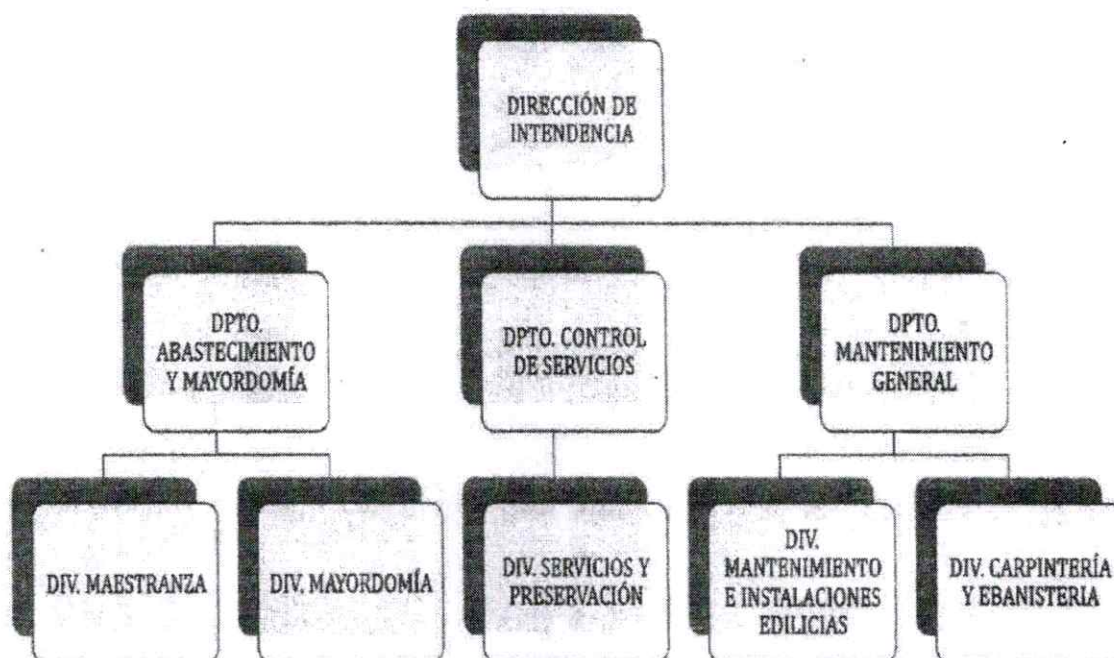 DIRECCIÓN DE
INTENDENCIA
DPTO.
ABASTECIMIENTO
Y MAYORDOMÍA
DPTO. CONTROL
DE SERVICIOS
DPTO.
MANTENIMIENTO
GENERAL
DIV. MAESTRANZA
DIV. MAYORDOMÍA
DIV. SERVICIOS Y
PRESERVACIÓN
DIV.
MANTENIMIENTO
E INSTALACIONES
EDILICIAS
DIV. CARPINTERÍA
Y EBANISTERIA